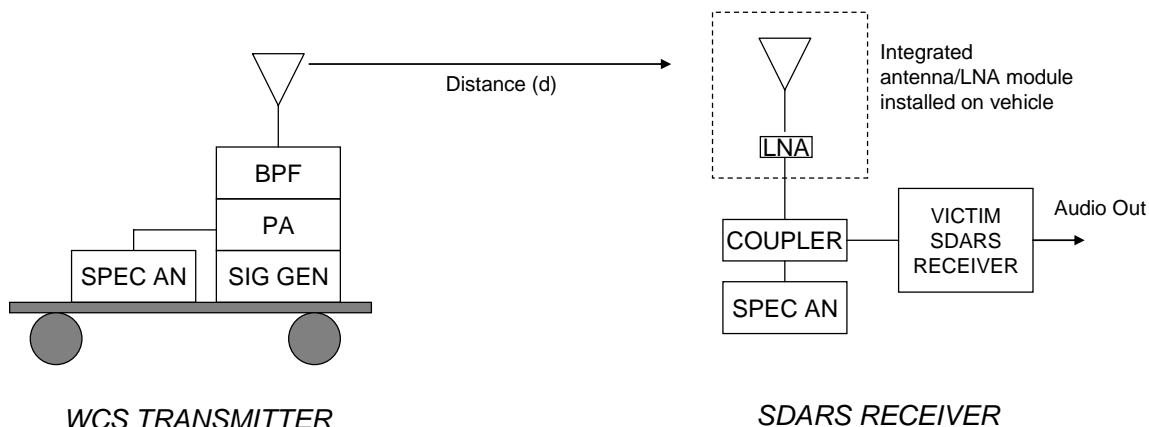 Distance (d)
BPF
PA
SPEC AN
SIG GEN
WCS TRANSMITTER
Integrated
antenna/LNA module
installed on vehicle
LNA
COUPLER
SPEC AN
VICTIM
SDARS
RECEIVER
Audio Out
SDARS RECEIVER